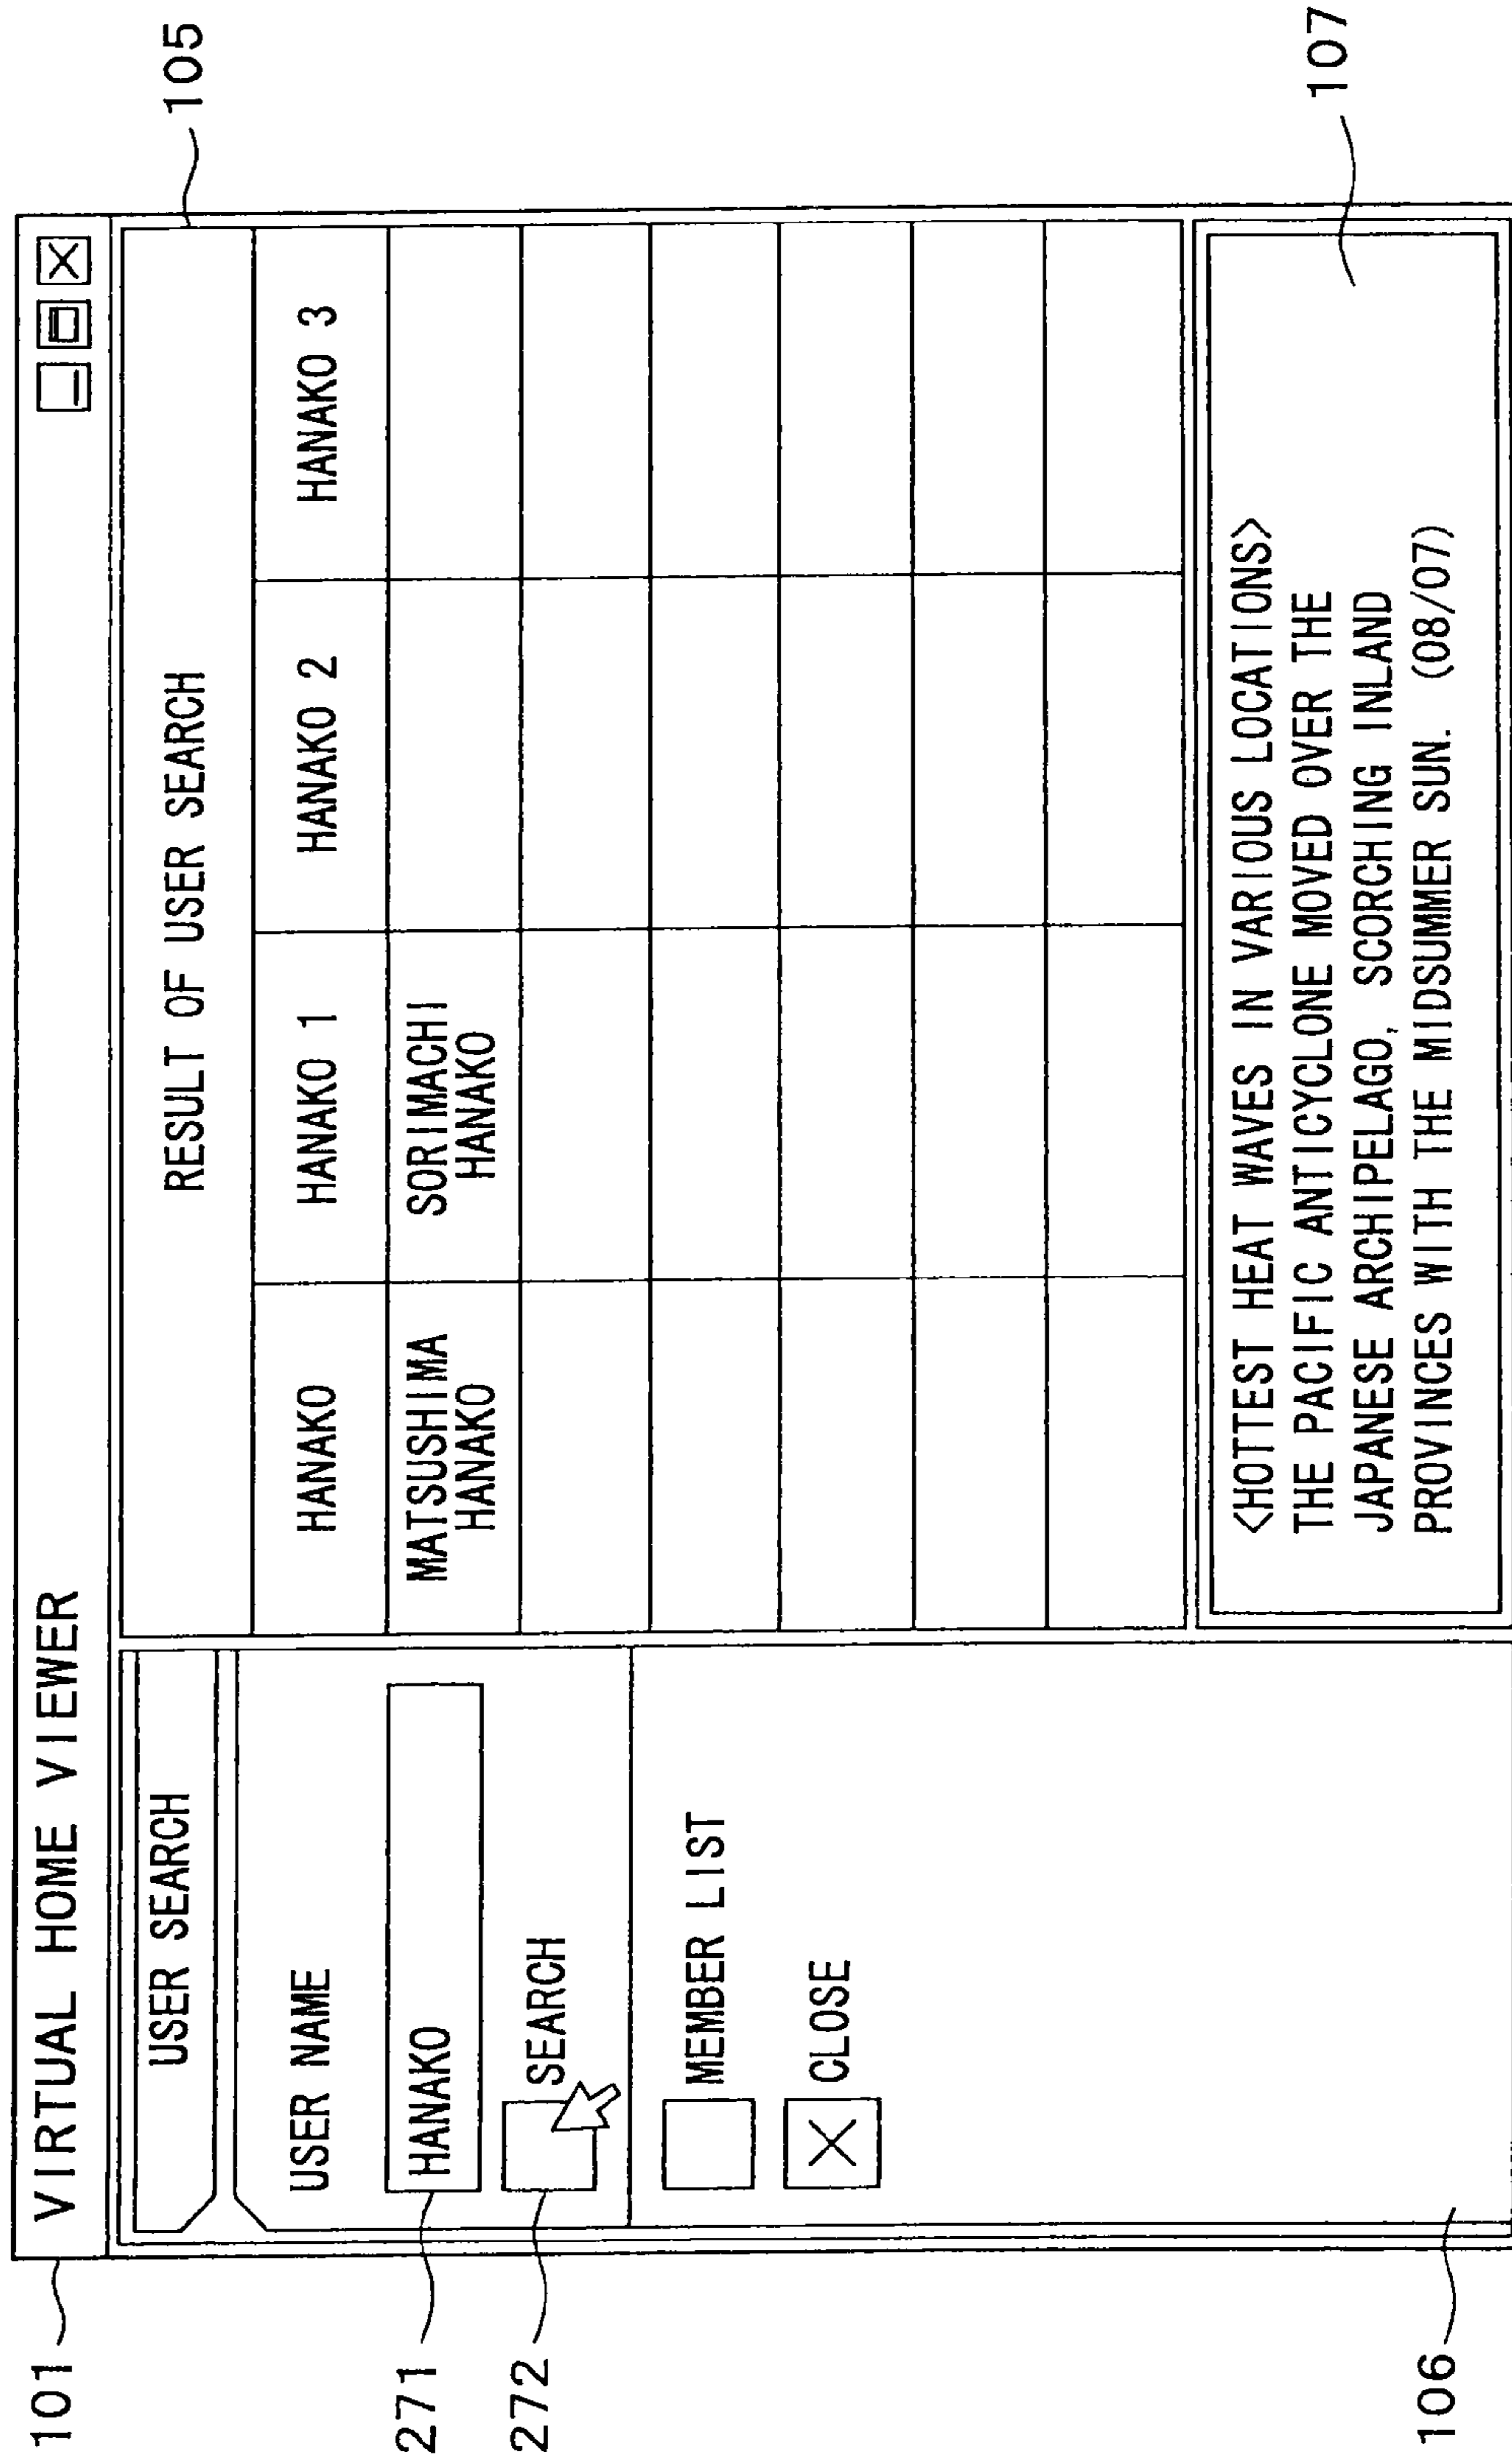 101
VIRTUAL HOME VIEWER
USER SEARCH
USER NAME
271
HANAKO
272
SEARCH
MEMBER LIST
CLOSE
106
105
RESULT OF USER SEARCH
HANAKO HANAKO 1 HANAKO 2 HANAKO 3
MATSUSHIMA SORIMACHI
HANAKO HANAKO
107
<HOTTEST HEAT WAVES IN VARIOUS LOCATIONS>
THE PACIFIC ANTICYCLONE MOVED OVER THE
JAPANESE ARCHIPELAGO, SCORCHING INLAND
PROVINCES WITH THE MIDSUMMER SUN. (08/07)